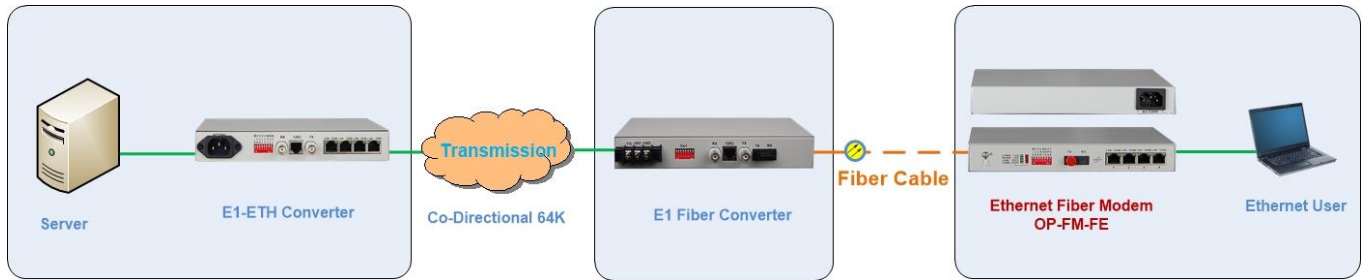 Transmission
Fiber Cable
Server
E1-ETH Converter
Co-Directional 64K
E1 Fiber Converter
Ethernet Fiber Modem
OP-FM-FE
Ethernet User